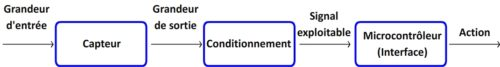 Grandeur
d'entrée
Capteur
Grandeur
de sortie
Conditionnement
Signal
exploitable
Microcontrôleur
(Interface)
Action